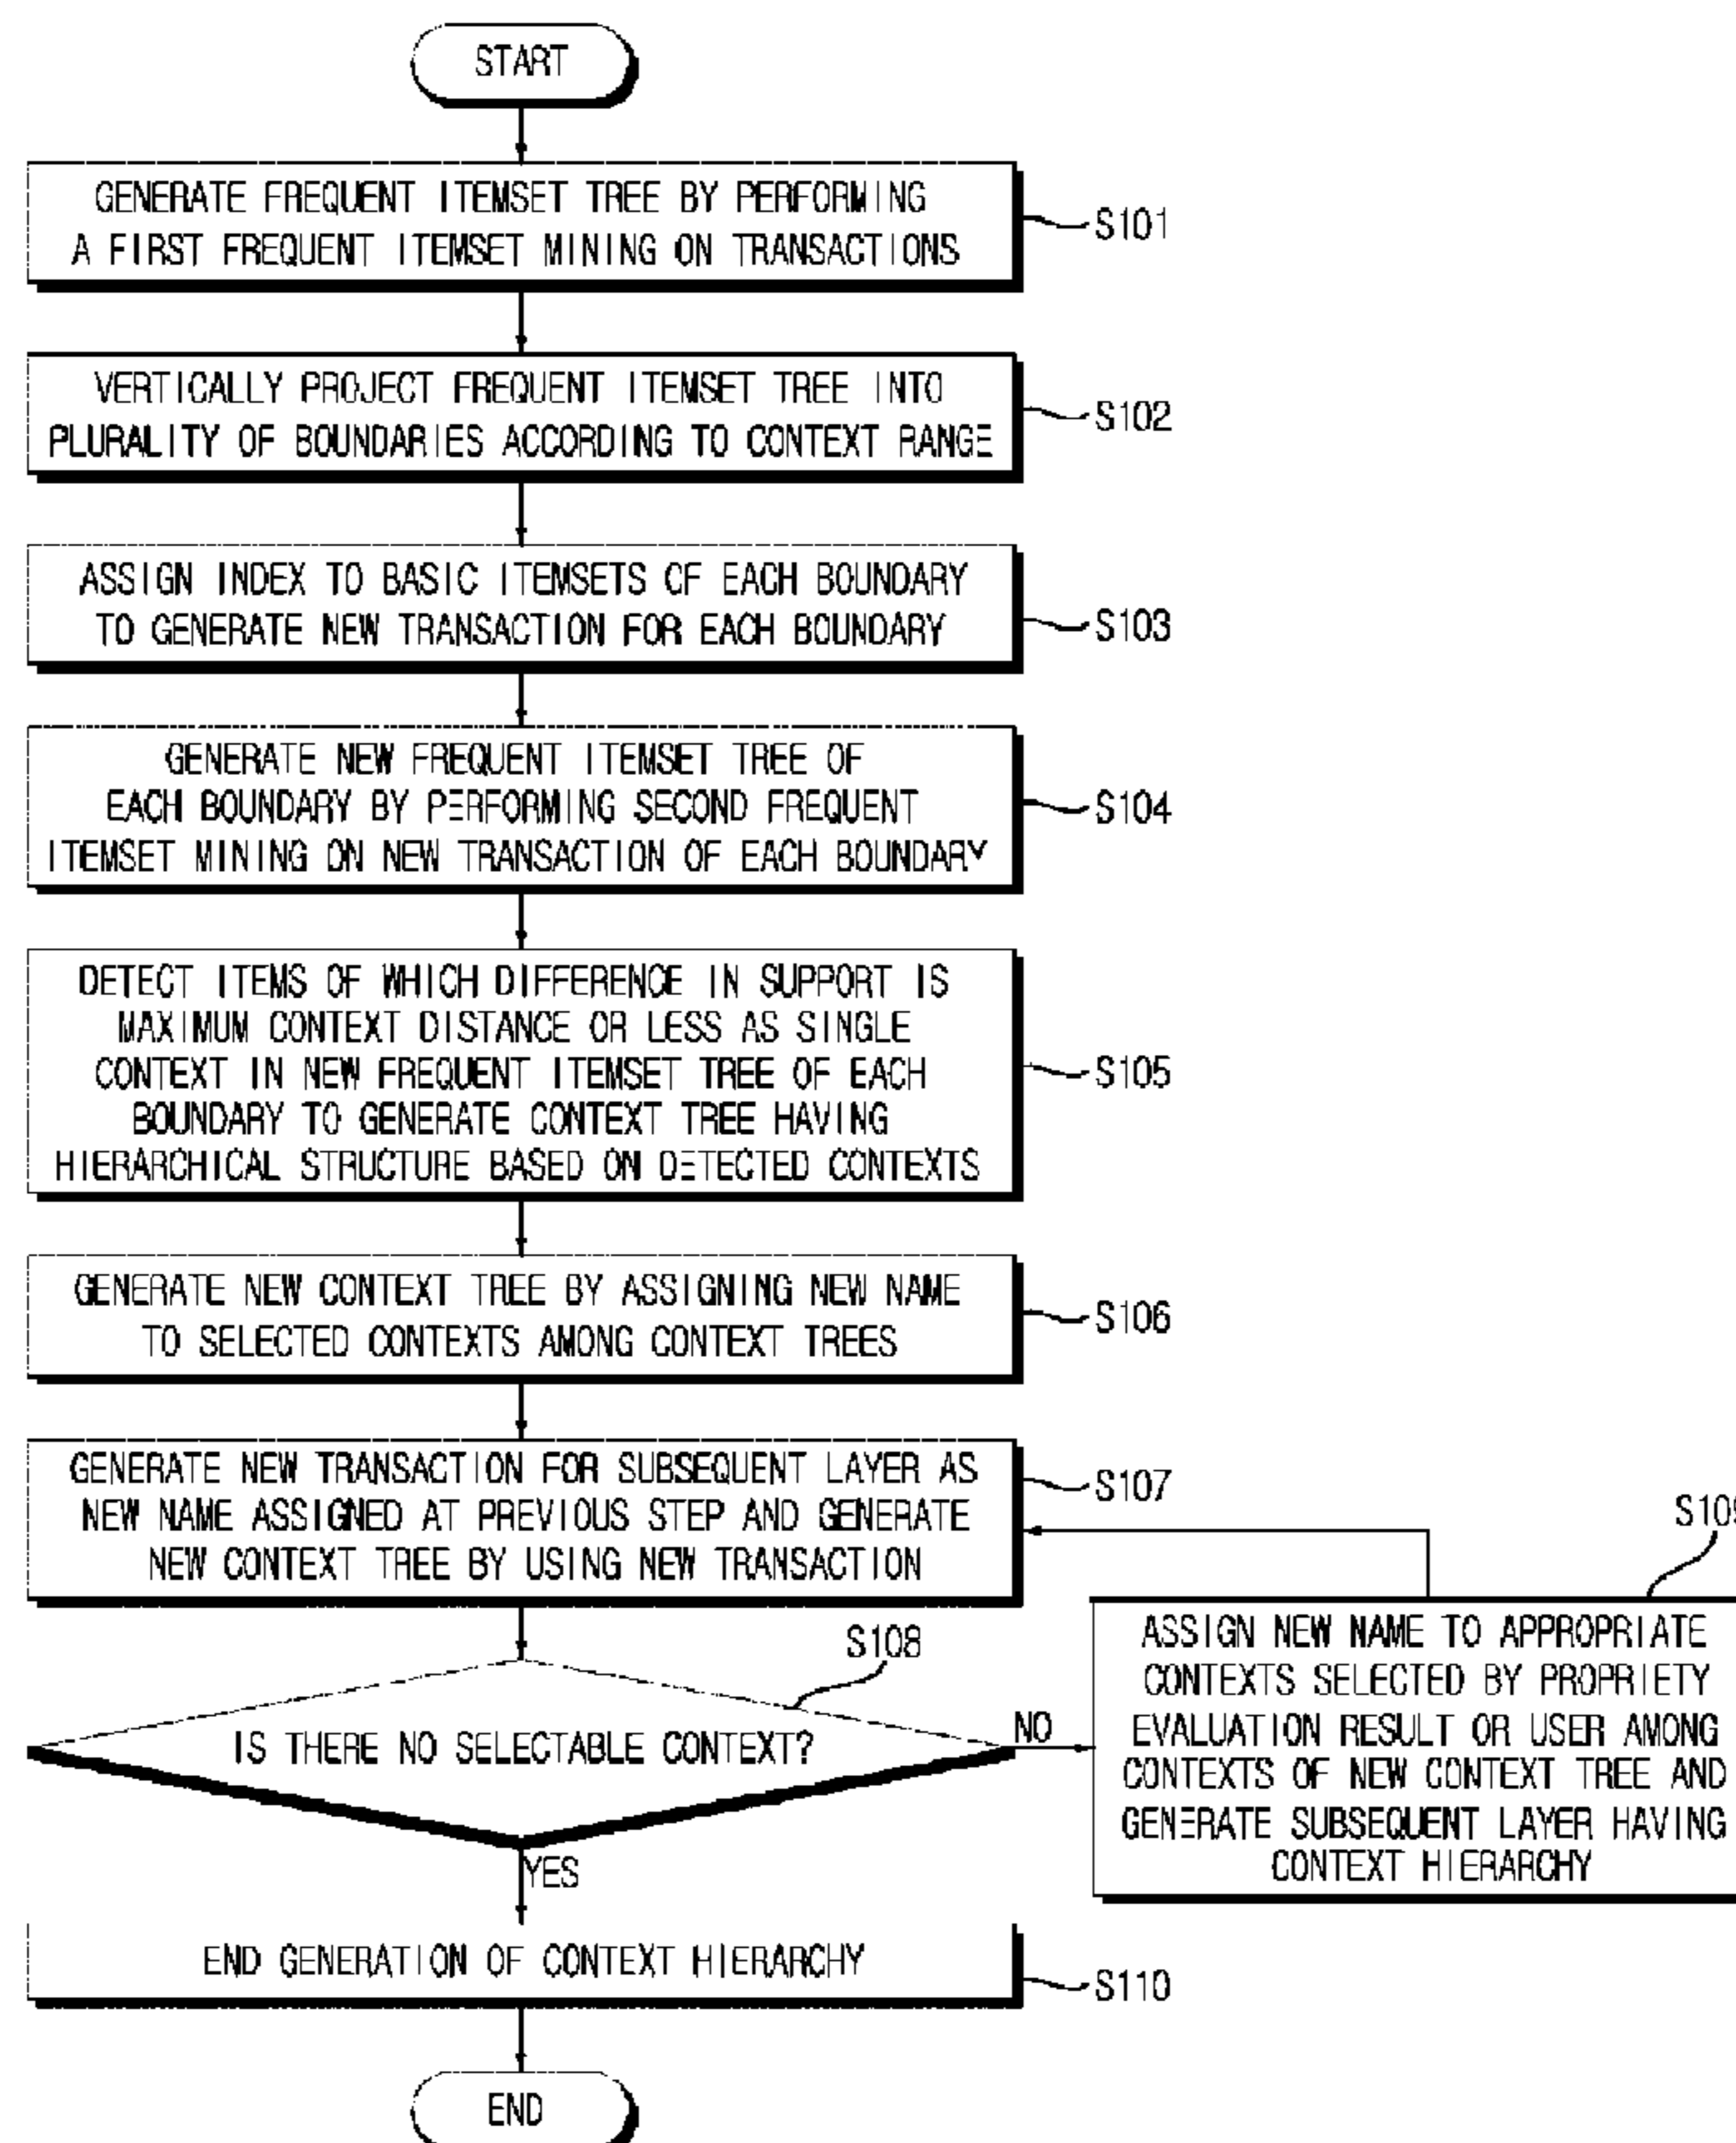 START
GENERATE FREQUENT ITEMSET TREE BY PERFORMING
A FIRST FREQUENT ITEMSET MINING ON TRANSACTIONS
S101
VERTICALLY PROJECT FREQUENT ITEMSET TREE INTO
PLURALITY OF BOUNDARIES ACCORDING TO CONTEXT RANGE
S102
ASSIGN INDEX TO BASIC ITEMSETS OF EACH BOUNDARY
TO GENERATE NEW TRANSACTION FOR EACH BOUNDARY
S103
GENERATE NEW FREQUENT ITEMSET TREE OF
EACH BOUNDARY BY PERFORMING SECOND FREQUENT
ITEMSET MINING ON NEW TRANSACTION OF EACH BOUNDARY
S104
DETECT ITEMS OF WHICH DIFFERENCE IN SUPPORT IS
MAXIMUM CONTEXT DISTANCE OR LESS AS SINGLE
CONTEXT IN NEW FREQUENT ITEMSET TREE OF EACH
BOUNDARY TO GENERATE CONTEXT TREE HAVING
HIERARCHICAL STRUCTURE BASED ON DETECTED CONTEXTS
S105
GENERATE NEW CONTEXT TREE BY ASSIGNING NEW NAME
TO SELECTED CONTEXTS AMONG CONTEXT TREES
S106
GENERATE NEW TRANSACTION FOR SUBSEQUENT LAYER AS
NEW NAME ASSIGNED AT PREVIOUS STEP AND GENERATE
NEW CONTEXT TREE BY USING NEW TRANSACTION
S107
S108
IS THERE NO SELECTABLE CONTEXT?
NO
S109
ASSIGN NEW NAME TO APPROPRIATE
CONTEXTS SELECTED BY PROPRIETY
EVALUATION RESULT OR USER AMONG
CONTEXTS OF NEW CONTEXT TREE AND
GENERATE SUBSEQUENT LAYER HAVING
CONTEXT HIERARCHY
YES
END GENERATION OF CONTEXT HIERARCHY
S110
END